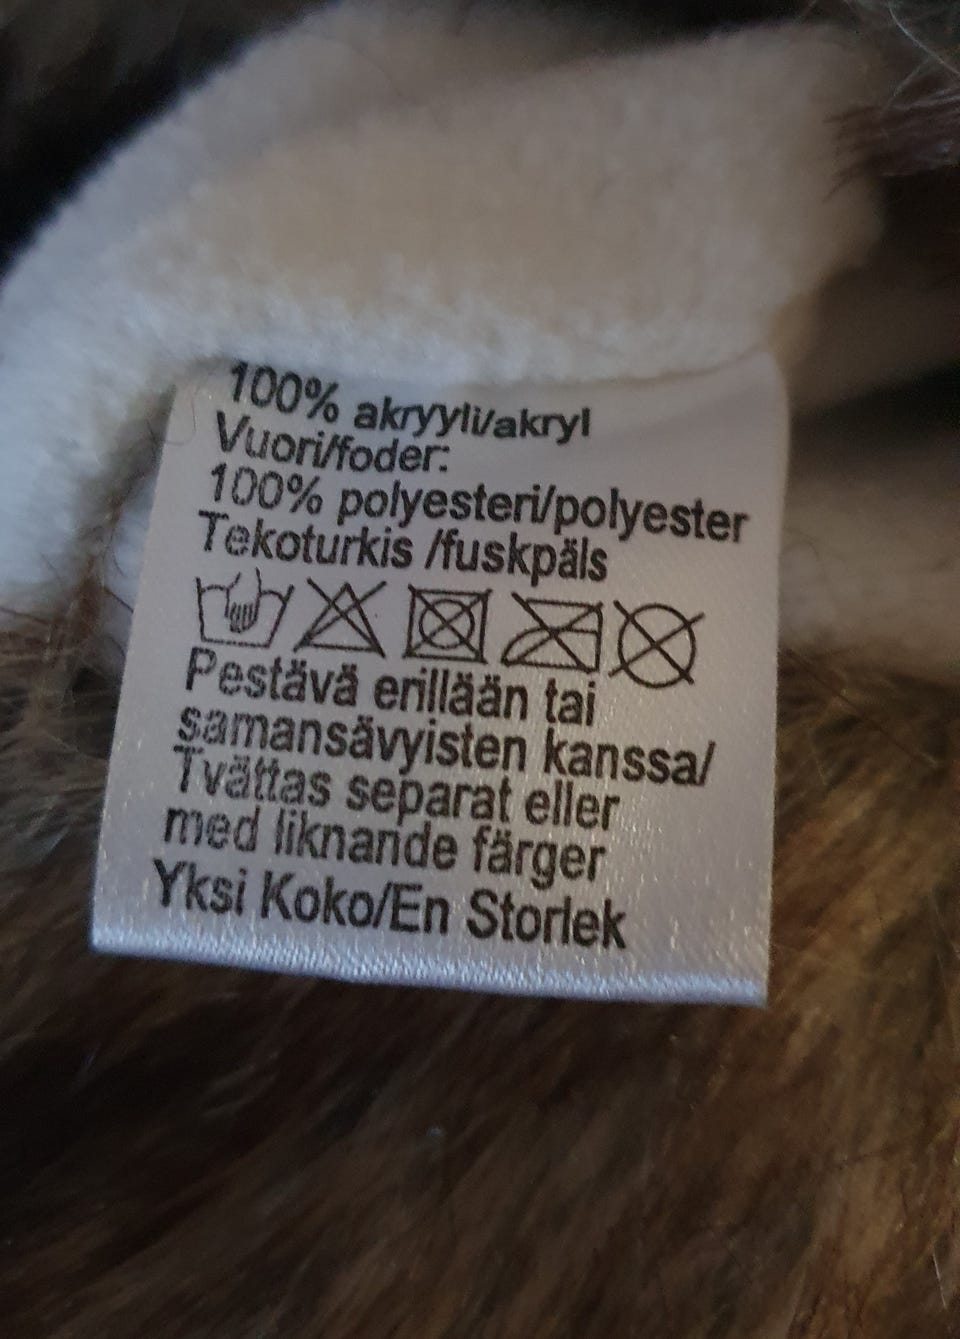 100% akryyli/akryl
Vuori/foder:
100% polyesteri/polyester
Tekoturkis /fuskpäls
Pestävä erillään tai
samansävyisten kanssa/
Tvättas separat eller
med liknande färger
Yksi Koko/En Storlek